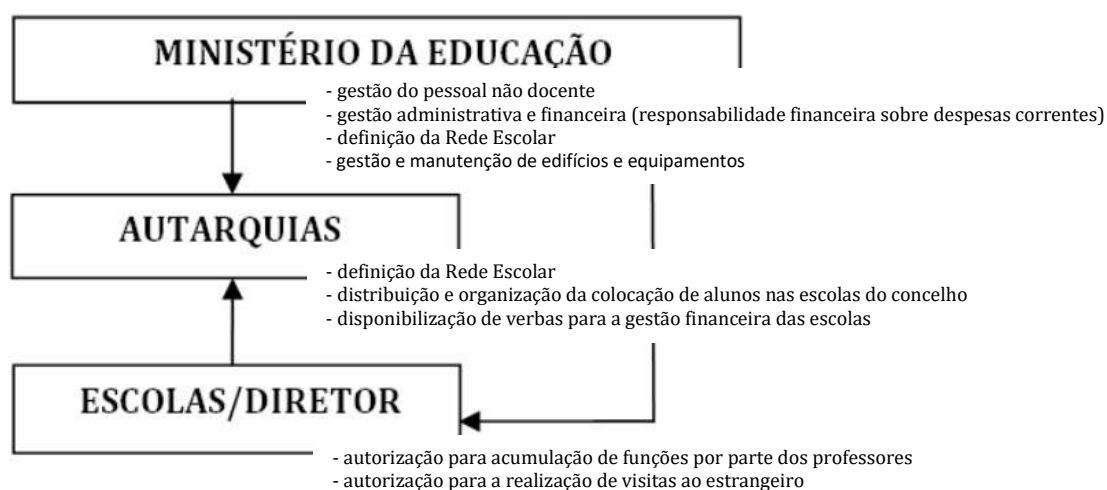 MINISTÉRIO DA EDUCAÇÃO
- gestão do pessoal não docente
- gestão administrativa e financeira (responsabilidade financeira sobre despesas correntes)
- definição da Rede Escolar
- gestão e manutenção de edifícios e equipamentos
AUTARQUIAS
- definição da Rede Escolar
- distribuição e organização da colocação de alunos nas escolas do concelho
- disponibilização de verbas para a gestão financeira das escolas
ESCOLAS/DIRETOR
- autorização para acumulação de funções por parte dos professores
- autorização para a realização de visitas ao estrangeiro